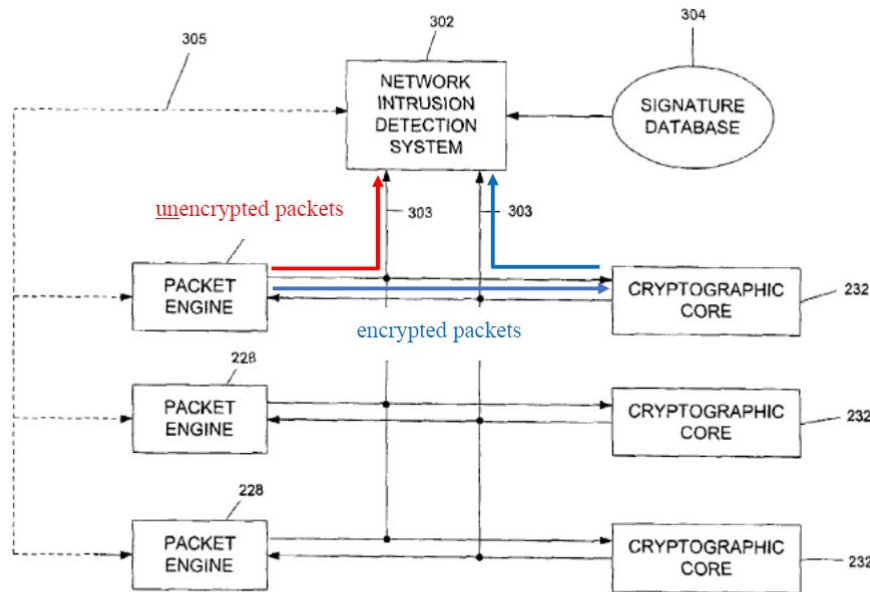 302
304
305
NETWORK
INTRUSION
DETECTION
SYSTEM
SIGNATURE
DATABASE
unencrypted packets
303
303
PACKET
ENGINE
CRYPTOGRAPHIC
CORE
232
encrypted packets
228
PACKET
ENGINE
CRYPTOGRAPHIC
CORE
232
228
PACKET
ENGINE
CRYPTOGRAPHIC
CORE
232